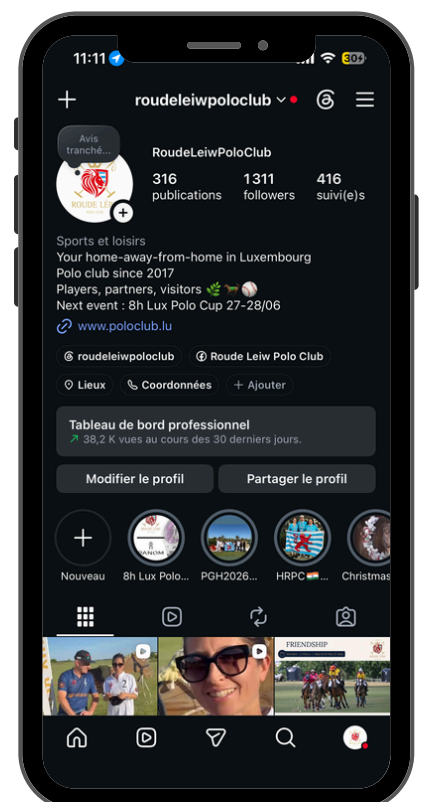 11:11
30
roudeleiwpoloclub
Avis
tranché...
ROUDE LÉIW
RoudeLeiwPoloClub
316 1311 416
publications followers suivi(e)s
Sports et loisirs
Your home-away-from-home in Luxembourg
Polo club since 2017
Players, partners, visitors 🌿🐎⚾
Next event : 8h Lux Polo Cup 27-28/06
www.poloclub.lu
roudeleiwpoloclub Roude Leiw Polo Club
Lieux Coordonnées + Ajouter
Tableau de bord professionnel
38,2 K vues au cours des 30 derniers jours.
Modifier le profil Partager le profil
Nouveau 8h Lux Polo... PGH2026... HRPC🇮🇳... Christmas
FRIENDSHIP